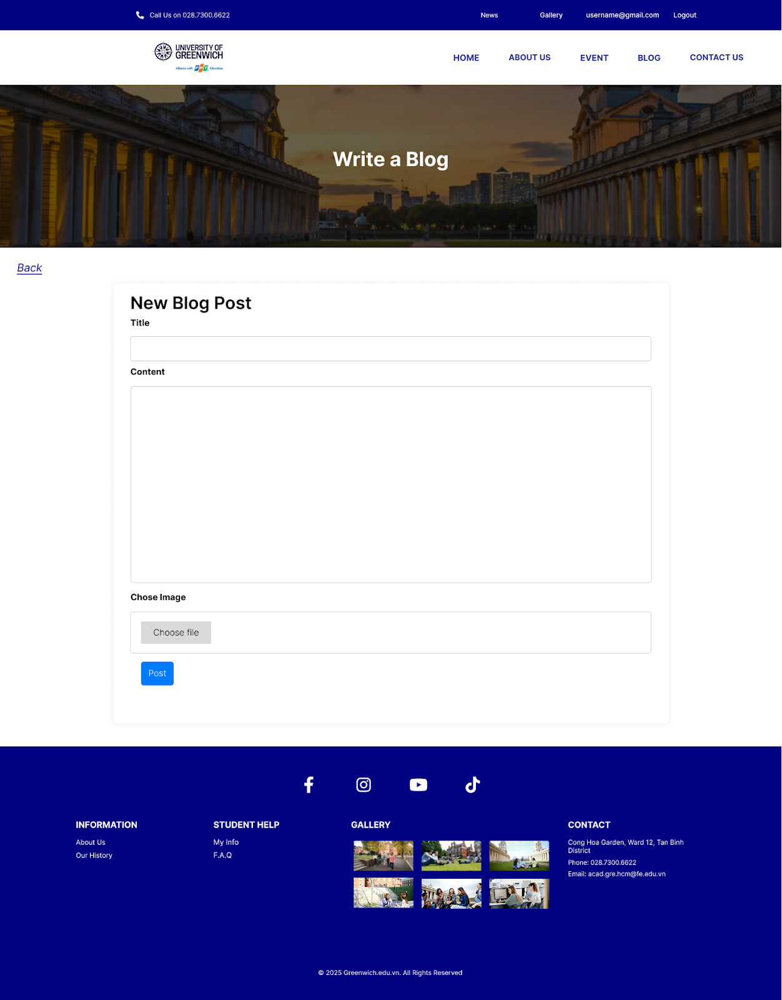 Call Us on 028.7300.6622
News
Gallery
username@gmail.com
Logout
UNIVERSITY OF
GREENWICH
Alliance with FPT. Education
HOME
ABOUT US
EVENT
BLOG
CONTACT US
Write a Blog
Back
New Blog Post
Title
Content
Chose Image
Choose file
Post
INFORMATION
About Us
Our History
STUDENT HELP
My Info
F.A.Q
GALLERY
CONTACT
Cong Hoa Garden, Ward 12, Tan Binh
District
Phone: 028.7300.6622
Email: acad.gre.hcm@fe.edu.vn
© 2025 Greenwich.edu.vn. All Rights Reserved